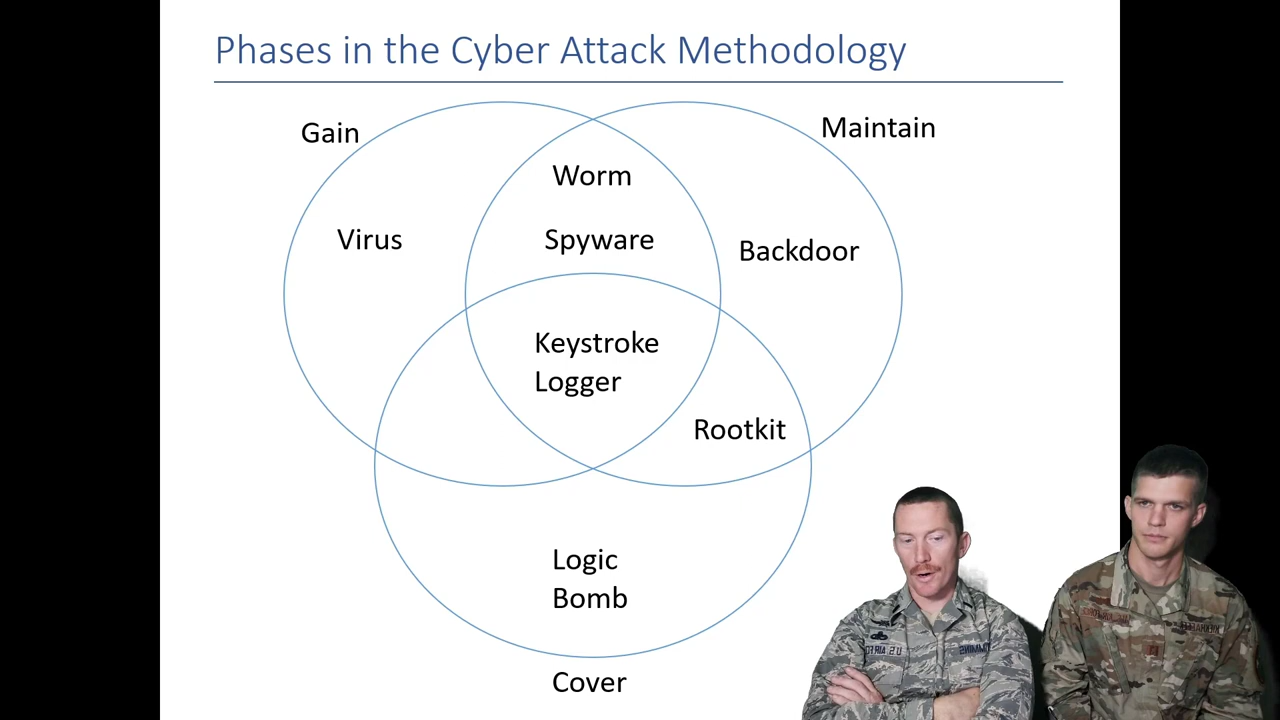 Phases in the Cyber Attack Methodology
Gain
Maintain
Worm
Virus
Spyware
Backdoor
Keystroke
Logger
Rootkit
Logic
Bomb
Cover